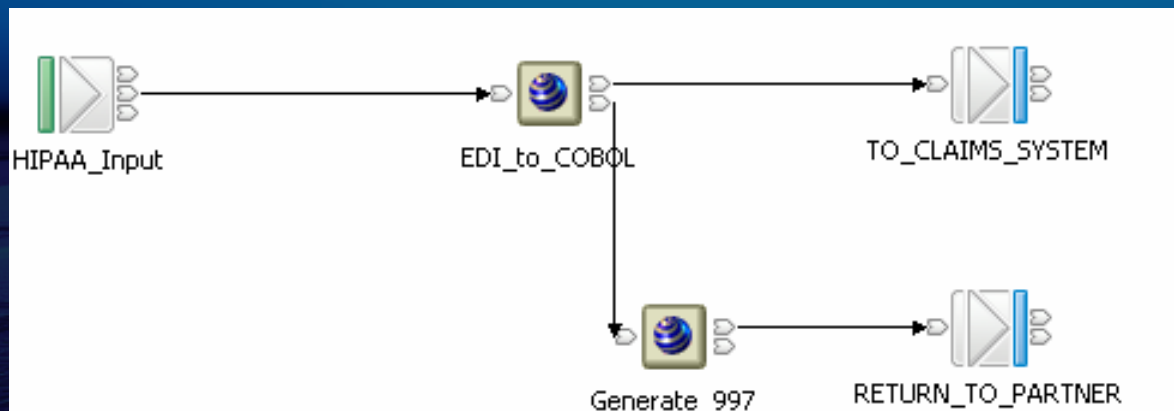 HIPAA_Input
EDI_to_COBOL
TO_CLAIMS_SYSTEM
Generate_997
RETURN_TO_PARTNER